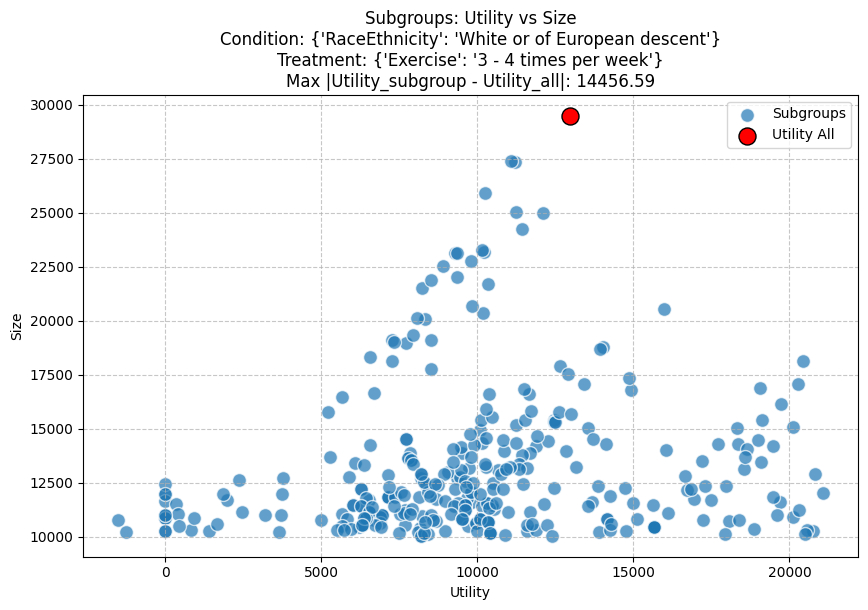 Subgroups: Utility vs Size
Condition: {'RaceEthnicity': 'White or of European descent'}
Treatment: {'Exercise': '3 - 4 times per week'}
Max |Utility_subgroup - Utility_all|: 14456.59
Subgroups
Utility All
30000
27500
25000
22500
20000
17500
15000
12500
10000
Size
0
5000
10000
15000
20000
Utility